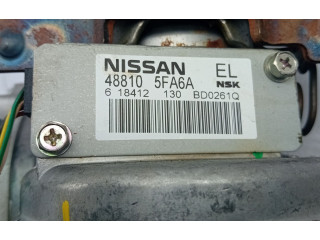 NISSAN EL
48810 5FA6A NSK
6 18412 130 BD0261Q